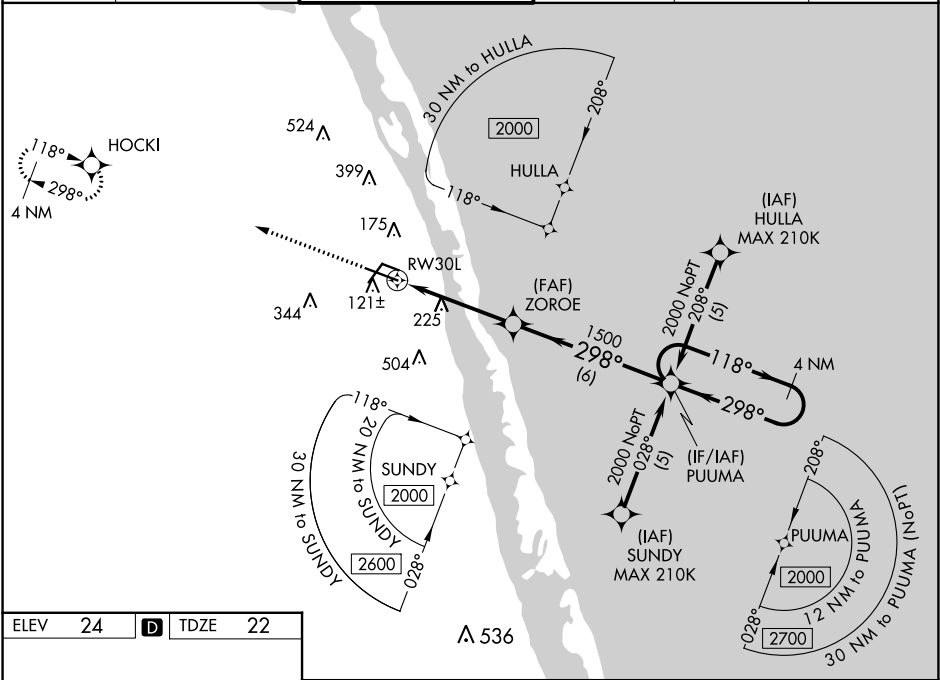 30 NM to HULLA
208°
2000
HULLA
118°
524
399
175
118°
HOCKI
298°
4 NM
RW30L
(FAF)
ZOROE
121±
344
225
504
(IAF)
HULLA
MAX 210K
2000 NoPT
208°
(5)
1500
298°
(6)
118°
4 NM
298°
(IF/IAF)
PUUMA
2000 NoPT
028°
(5)
(IAF)
SUNDY
MAX 210K
118°
20 NM to SUNDY
30 NM to SUNDY
SUNDY
2000
2600
028°
208°
PUUMA
2000
12 NM to PUUMA
028°
2700
30 NM to PUUMA (NoPT)
536
ELEV 24 D TDZE 22